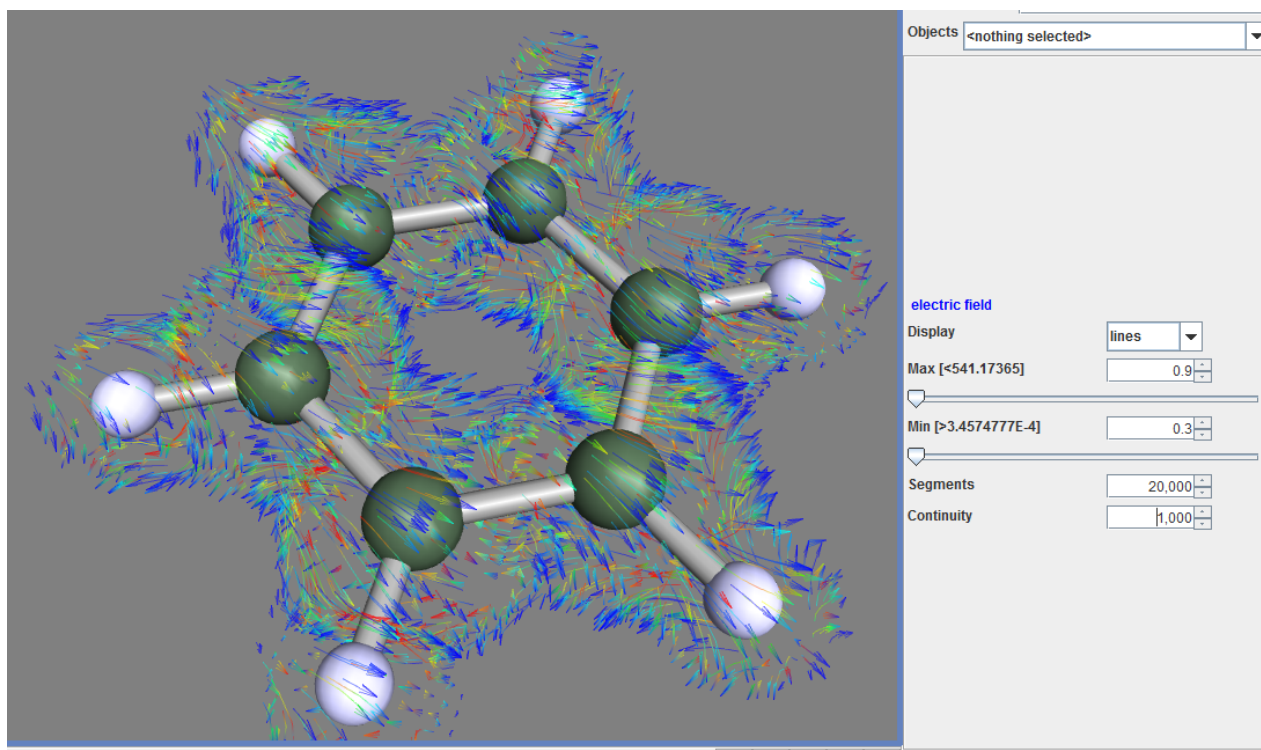 Objects <nothing selected>
electric field
Display lines
Max [<541.17365] 0.9
Min [>3.4574777E-4] 0.3
Segments 20,000
Continuity 1,000